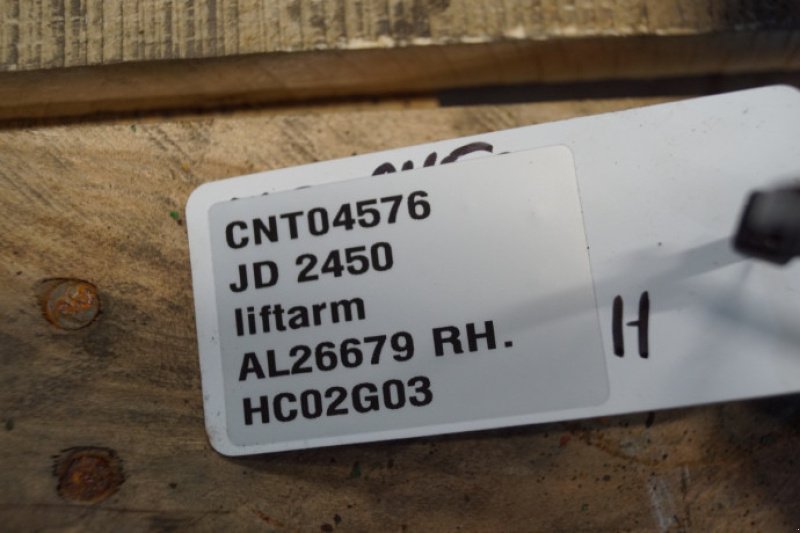 CNT04576
JD 2450
liftarm
AL26679 RH.
HC02G03
H